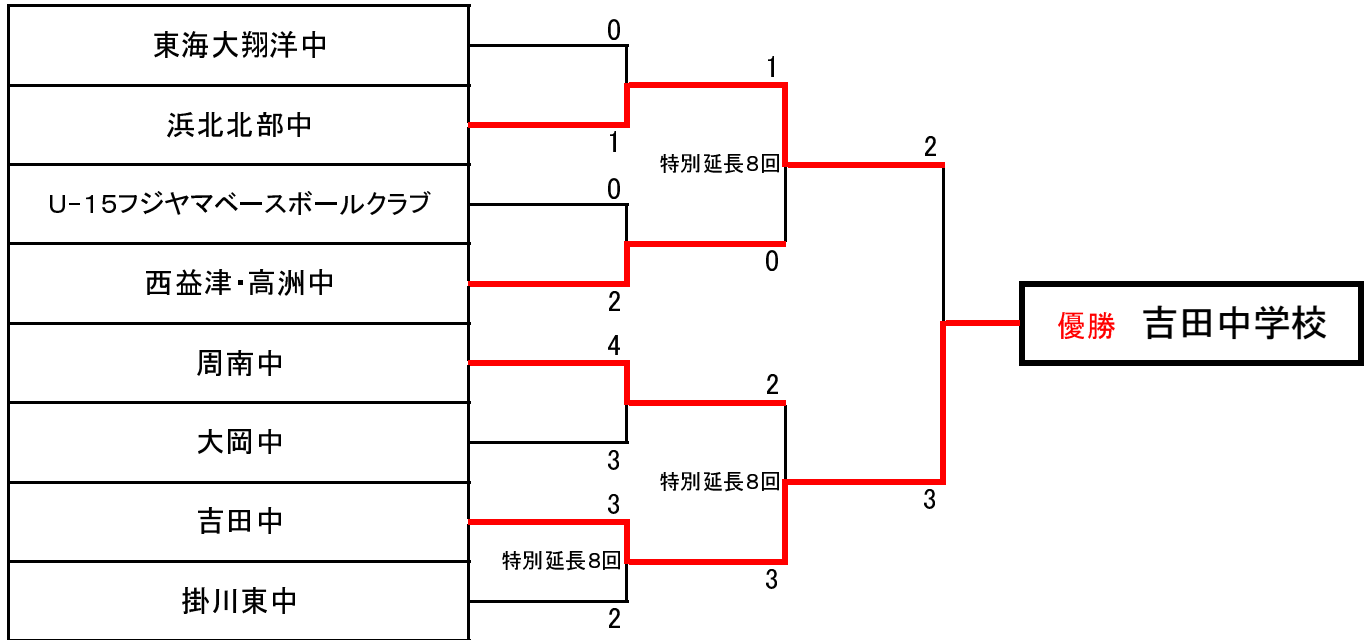 東海大翔洋中
浜北北部中
U-15フジヤマベースボールクラブ
西益津・高洲中
周南中
大岡中
吉田中
掛川東中
0
1
0
2
4
3
3
特別延長8回
2
1
特別延長8回
0
2
特別延長8回
3
2
3
優勝 吉田中学校